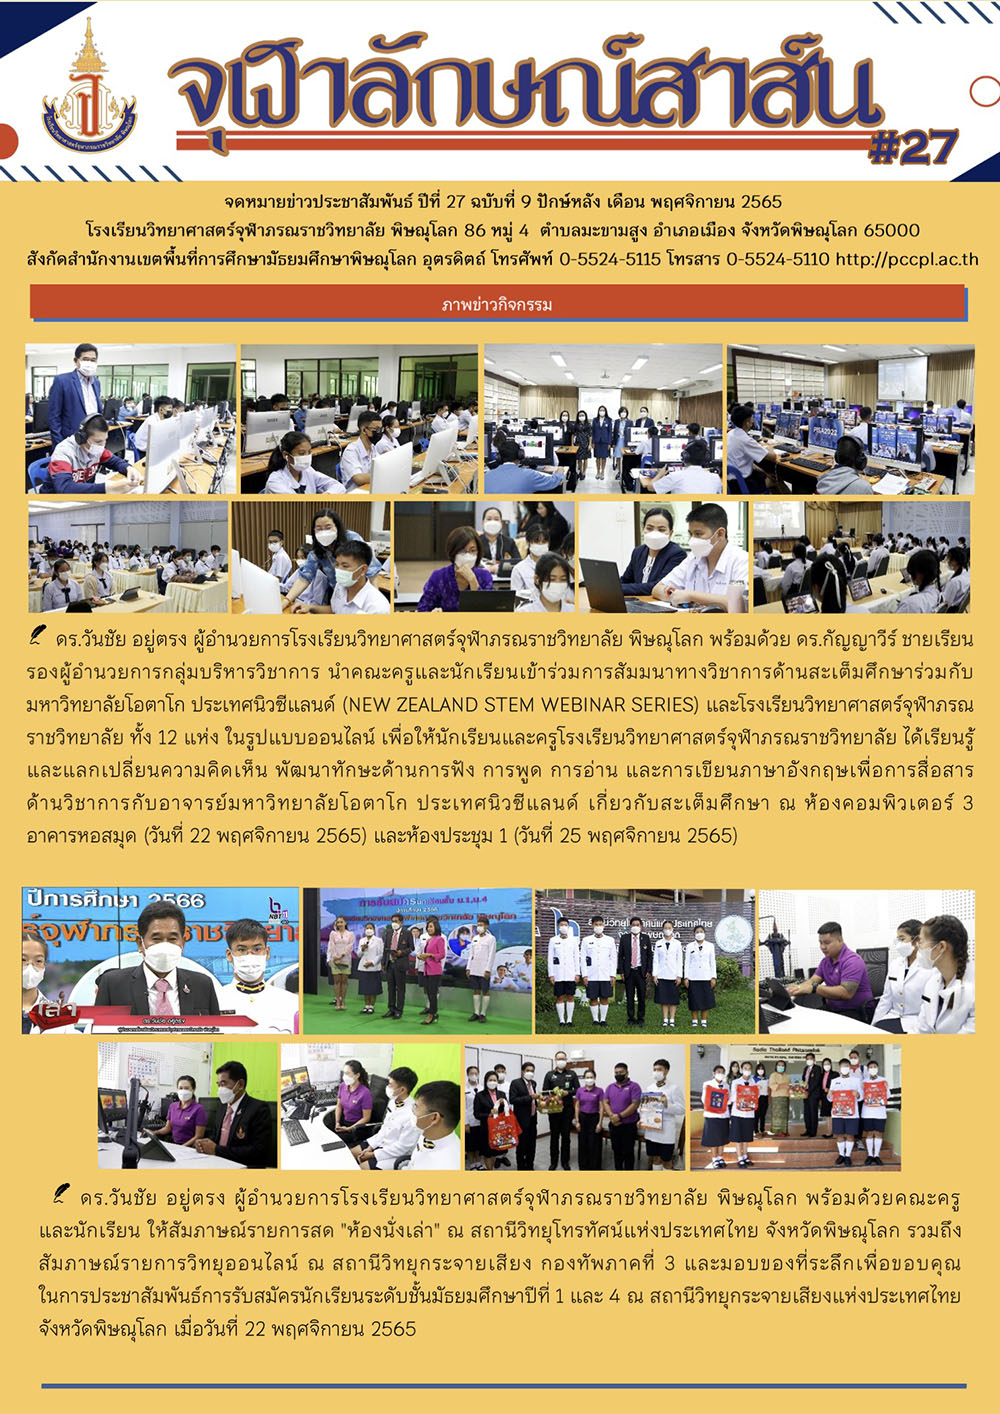 จุฬาลักษณ์สาส์น
#27
จดหมายข่าวประชาสัมพันธ์ ปีที่ 27 ฉบับที่ 9 ปักษ์หลัง เดือน พฤศจิกายน 2565
โรงเรียนวิทยาศาสตร์จุฬาภรณราชวิทยาลัย พิษณุโลก 86 หมู่ 4 ตำบลมะขามสูง อำเภอเมือง จังหวัดพิษณุโลก 65000
สังกัดสำนักงานเขตพื้นที่การศึกษามัธยมศึกษาพิษณุโลก อุตรดิตถ์ โทรศัพท์ 0-5524-5115 โทรสาร 0-5524-5110 http://pccpl.ac.th
ภาพข่าวกิจกรรม
ดร.วันชัย อยู่ตรง ผู้อำนวยการโรงเรียนวิทยาศาสตร์จุฬาภรณราชวิทยาลัย พิษณุโลก พร้อมด้วย ดร.กัญญาวีร์ ชายเรียน
รองผู้อำนวยการกลุ่มบริหารวิชาการ นำคณะครูและนักเรียนเข้าร่วมการสัมมนาทางวิชาการด้านสะเต็มศึกษาร่วมกับ
มหาวิทยาลัยโอตาโก ประเทศนิวซีแลนด์ (NEW ZEALAND STEM WEBINAR SERIES) และโรงเรียนวิทยาศาสตร์จุฬาภรณ
ราชวิทยาลัย ทั้ง 12 แห่ง ในรูปแบบออนไลน์ เพื่อให้นักเรียนและครูโรงเรียนวิทยาศาสตร์จุฬาภรณราชวิทยาลัย ได้เรียนรู้
และแลกเปลี่ยนความคิดเห็น พัฒนาทักษะด้านการฟัง การพูด การอ่าน และการเขียนภาษาอังกฤษเพื่อการสื่อสาร
ด้านวิชาการกับอาจารย์มหาวิทยาลัยโอตาโก ประเทศนิวซีแลนด์ เกี่ยวกับสะเต็มศึกษา ณ ห้องคอมพิวเตอร์ 3
อาคารหอสมุด (วันที่ 22 พฤศจิกายน 2565) และห้องประชุม 1 (วันที่ 25 พฤศจิกายน 2565)
ปีการศึกษา 2566
ดร.วันชัย อยู่ตรง ผู้อำนวยการโรงเรียนวิทยาศาสตร์จุฬาภรณราชวิทยาลัย พิษณุโลก พร้อมด้วยคณะครู
และนักเรียน ให้สัมภาษณ์รายการสด "ห้องนั่งเล่า" ณ สถานีวิทยุโทรทัศน์แห่งประเทศไทย จังหวัดพิษณุโลก รวมถึง
สัมภาษณ์รายการวิทยุออนไลน์ ณ สถานีวิทยุกระจายเสียง กองทัพภาคที่ 3 และมอบของที่ระลึกเพื่อขอบคุณ
ในการประชาสัมพันธ์การรับสมัครนักเรียนระดับชั้นมัธยมศึกษาปีที่ 1 และ 4 ณ สถานีวิทยุกระจายเสียงแห่งประเทศไทย
จังหวัดพิษณุโลก เมื่อวันที่ 22 พฤศจิกายน 2565